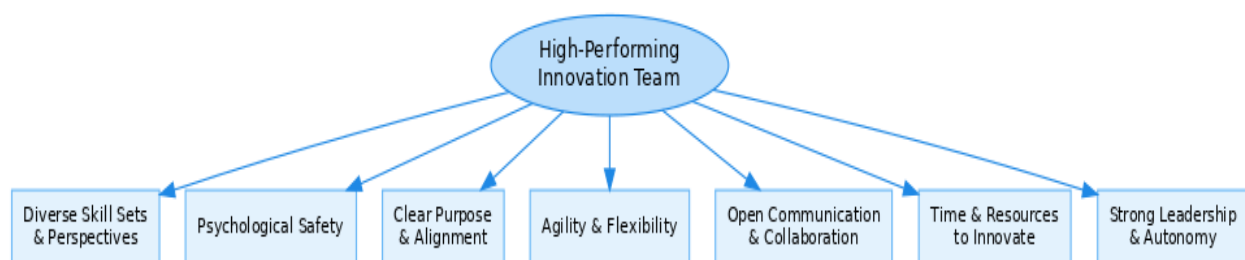 High-Performing
Innovation Team
Diverse Skill Sets
& Perspectives
Psychological Safety
Clear Purpose
& Alignment
Agility & Flexibility
Open Communication
& Collaboration
Time & Resources
to Innovate
Strong Leadership
& Autonomy